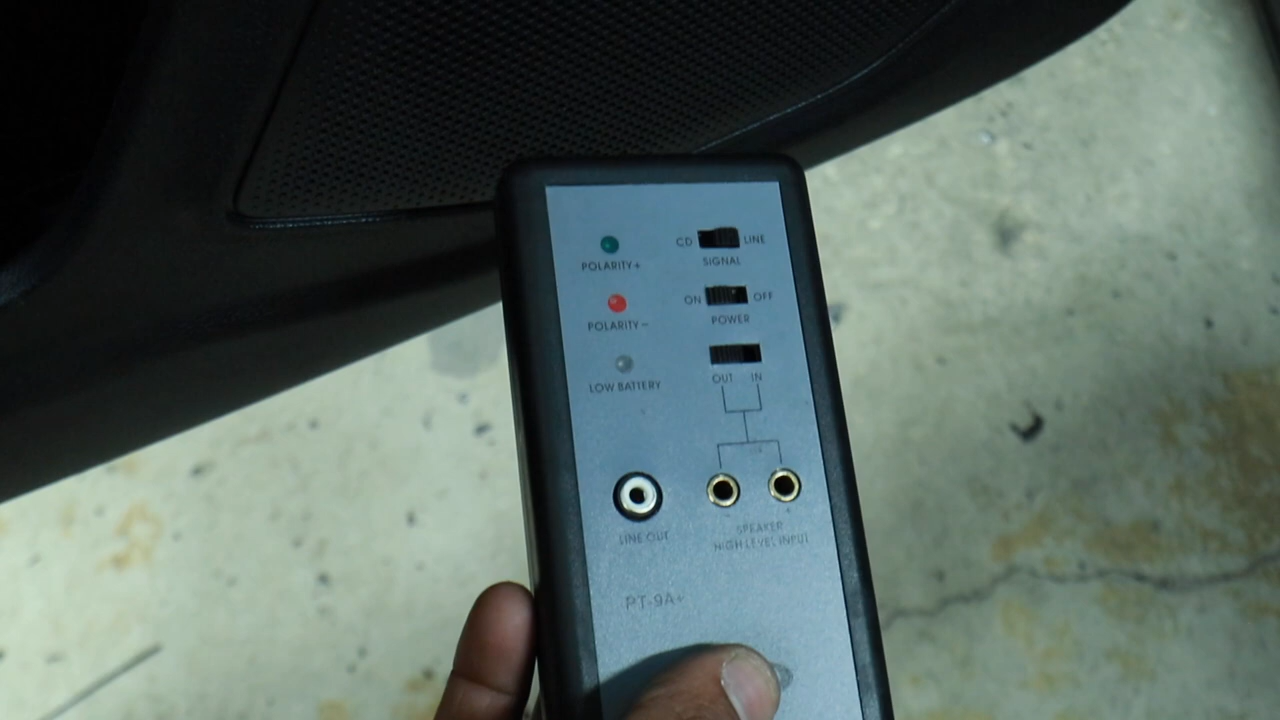 CD LINE
POLARITY+ SIGNAL
ON OFF
POLARITY− POWER
OUT IN
LOW BATTERY
- +
LINE OUT SPEAKER
HIGH LEVEL INPUT
PT-9A+